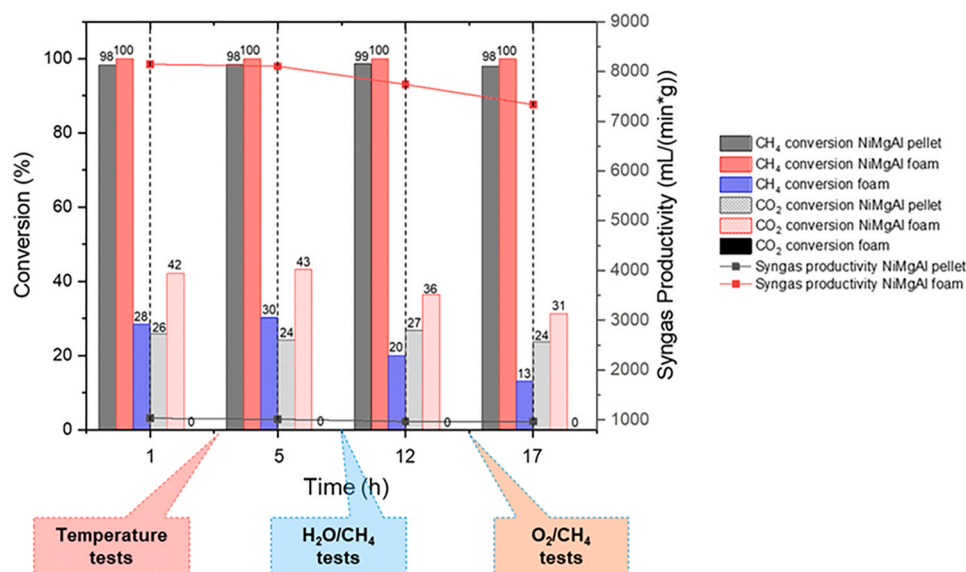 9000
98 100
98 100
99 100
98 100
100
8000
80
7000
6000
60
5000
Conversion (%)
Syngas Productivity (mL/(min*g))
42
43
36
31
40
4000
28
26
30
24
20
27
13
24
3000
20
2000
0
0
0
0
0
1000
1
5
12
17
Time (h)
CH₄ conversion NiMgAl pellet
CH₄ conversion NiMgAl foam
CH₄ conversion foam
CO₂ conversion NiMgAl pellet
CO₂ conversion NiMgAl foam
CO₂ conversion foam
Syngas productivity NiMgAl pellet
Syngas productivity NiMgAl foam
Temperature
tests
H₂O/CH₄
tests
O₂/CH₄
tests